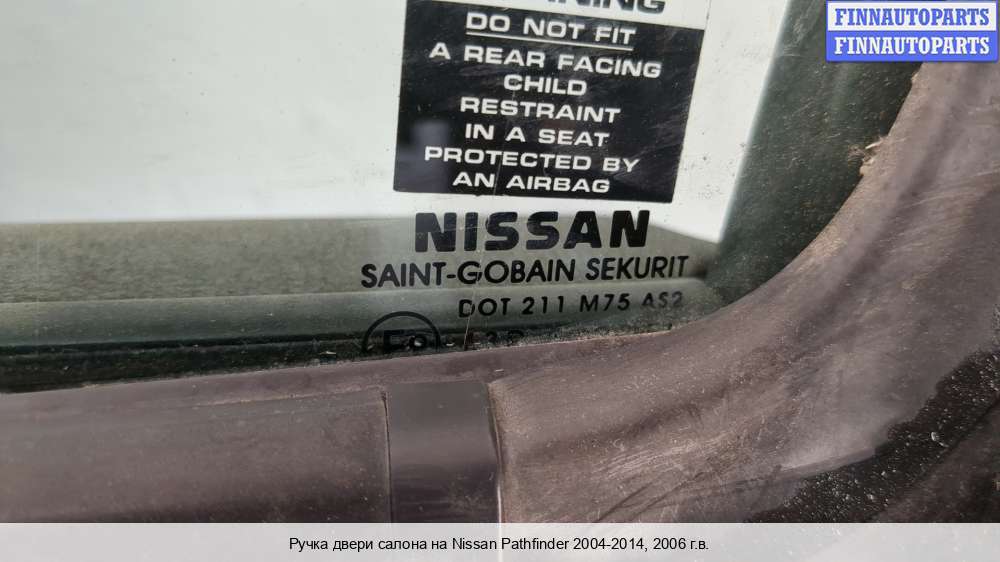 FINNAUTOPARTS
FINNAUTOPARTS
DO NOT FIT
A REAR FACING
CHILD
RESTRAINT
IN A SEAT
PROTECTED BY
AN AIRBAG
NISSAN
SAINT-GOBAIN SEKURIT
DOT 211 M75 AS2
Ручка двери салона на Nissan Pathfinder 2004-2014, 2006 г.в.